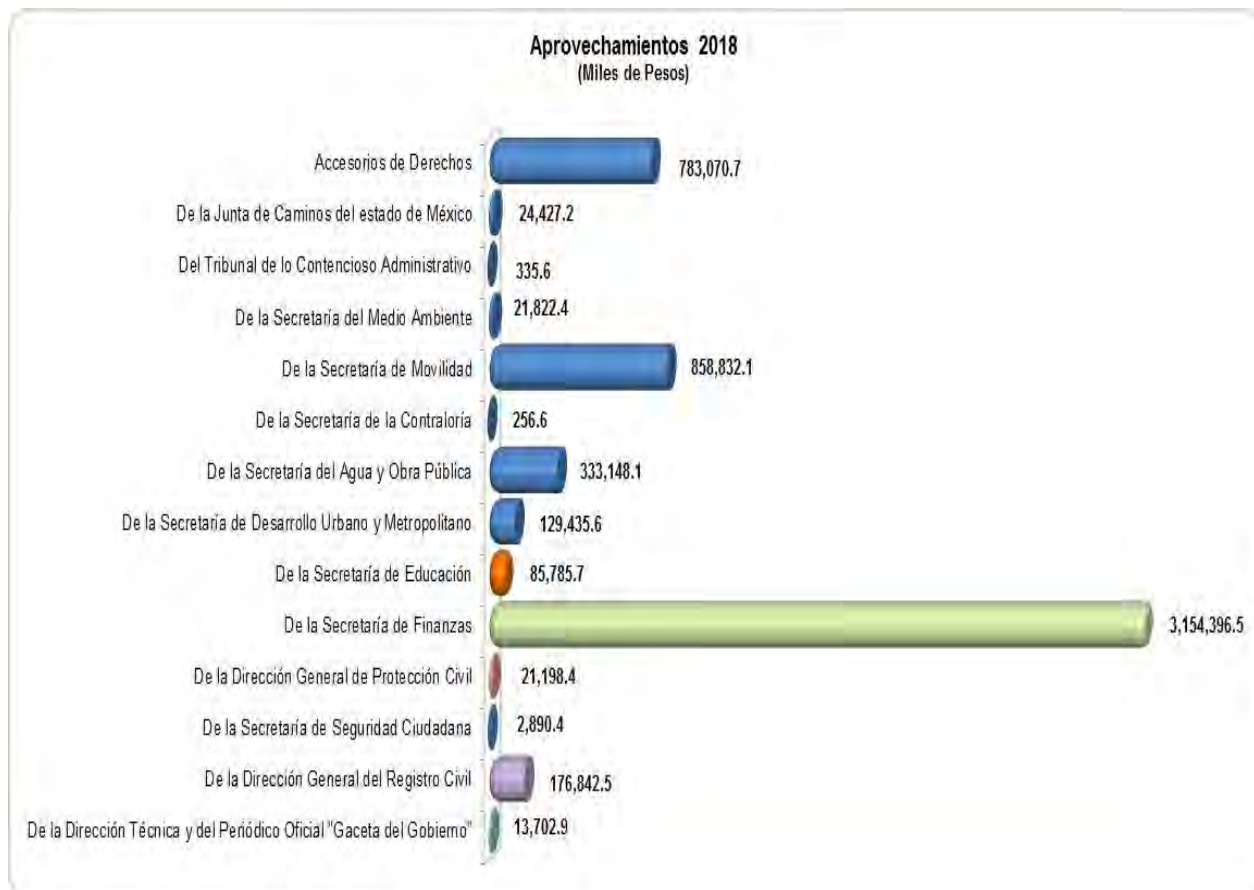 Aprovechamientos 2018
(Miles de Pesos)
Accesorios de Derechos 783,070.7
De la Junta de Caminos del estado de México 24,427.2
Del Tribunal de lo Contencioso Administrativo 335.6
De la Secretaría del Medio Ambiente 21,822.4
De la Secretaría de Movilidad 858,832.1
De la Secretaría de la Contraloría 256.6
De la Secretaría del Agua y Obra Pública 333,148.1
De la Secretaría de Desarrollo Urbano y Metropolitano 129,435.6
De la Secretaría de Educación 85,785.7
De la Secretaría de Finanzas 3,154,396.5
De la Dirección General de Protección Civil 21,198.4
De la Secretaría de Seguridad Ciudadana 2,890.4
De la Dirección General del Registro Civil 176,842.5
De la Dirección Técnica y del Periódico Oficial "Gaceta del Gobierno" 13,702.9